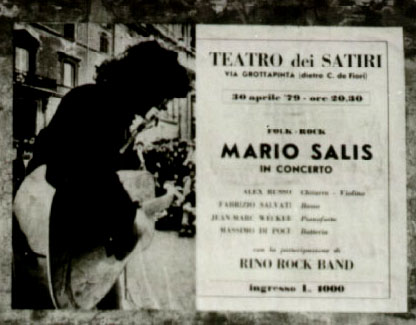 TEATRO dei SATIRI
VIA GROTTAPINTA (dietro C. de Fiori)
30 aprile '79 - ore 20.30
FOLK - ROCK
MARIO SALIS
IN CONCERTO
ALEX RUSSO Chitarra - Violino
FABRIZIO SALVATI Basso
JEAN-MARC WECKER Pianoforte
MASSIMO DI POCE Batteria
con la partecipazione di
RINO ROCK BAND
ingresso L. 1000